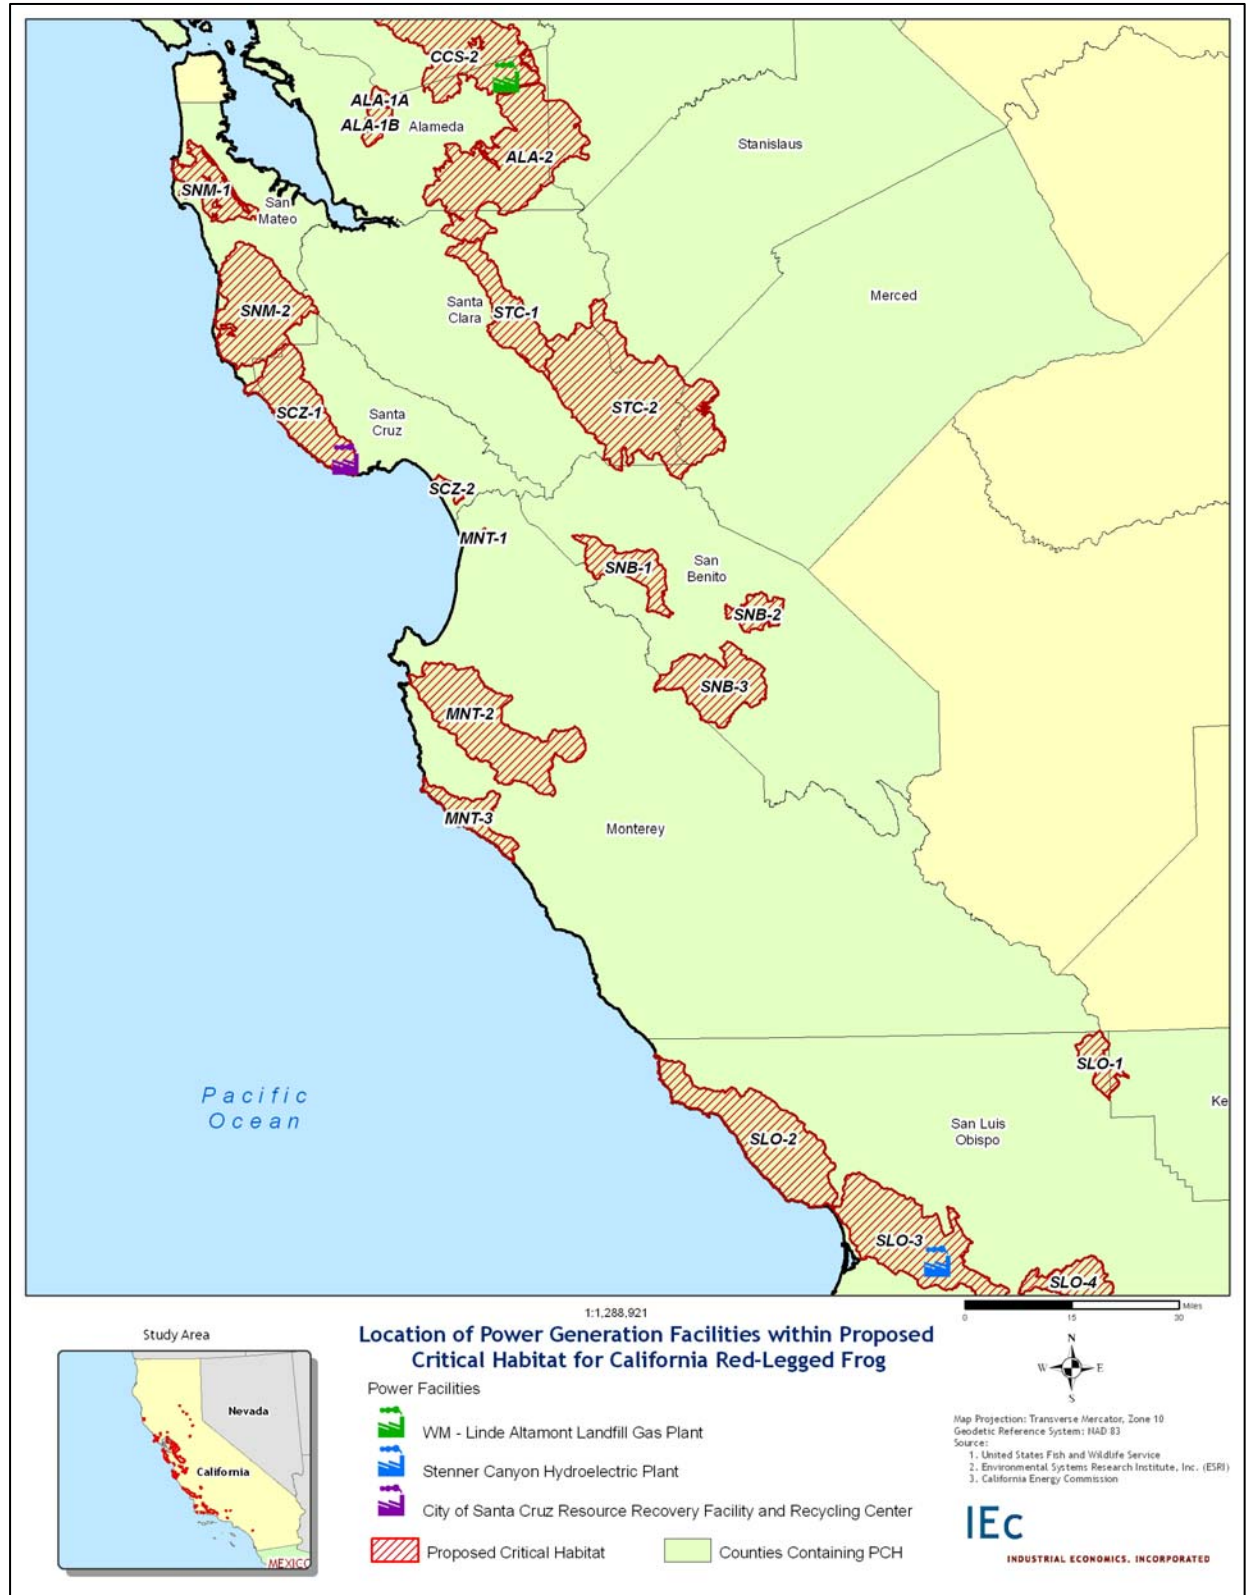 CCS-2
ALA-1A
ALA-1B
Alameda
ALA-2
Stanislaus
SNM-1
San
Mateo
SNM-2
Santa
Clara
STC-1
Merced
SCZ-1
Santa
Cruz
STC-2
SCZ-2
MNT-1
SNB-1
San
Benito
SNB-2
SNB-3
MNT-2
MNT-3
Monterey
SLO-1
Ke
Pacific
Ocean
San Luis
Obispo
SLO-2
SLO-3
SLO-4
1:1,288,921
0 15 30 Miles
Study Area
Nevada
California
MEXICO
Location of Power Generation Facilities within Proposed
Critical Habitat for California Red-Legged Frog
Power Facilities
WM - Linde Altamont Landfill Gas Plant
Stenner Canyon Hydroelectric Plant
City of Santa Cruz Resource Recovery Facility and Recycling Center
Proposed Critical Habitat
Counties Containing PCH
N
W E
S
Map Projection: Transverse Mercator, Zone 10
Geodetic Reference System: NAD 83
Source:
1. United States Fish and Wildlife Service
2. Environmental Systems Research Institute, Inc. (ESRI)
3. California Energy Commission
IEc
INDUSTRIAL ECONOMICS, INCORPORATED